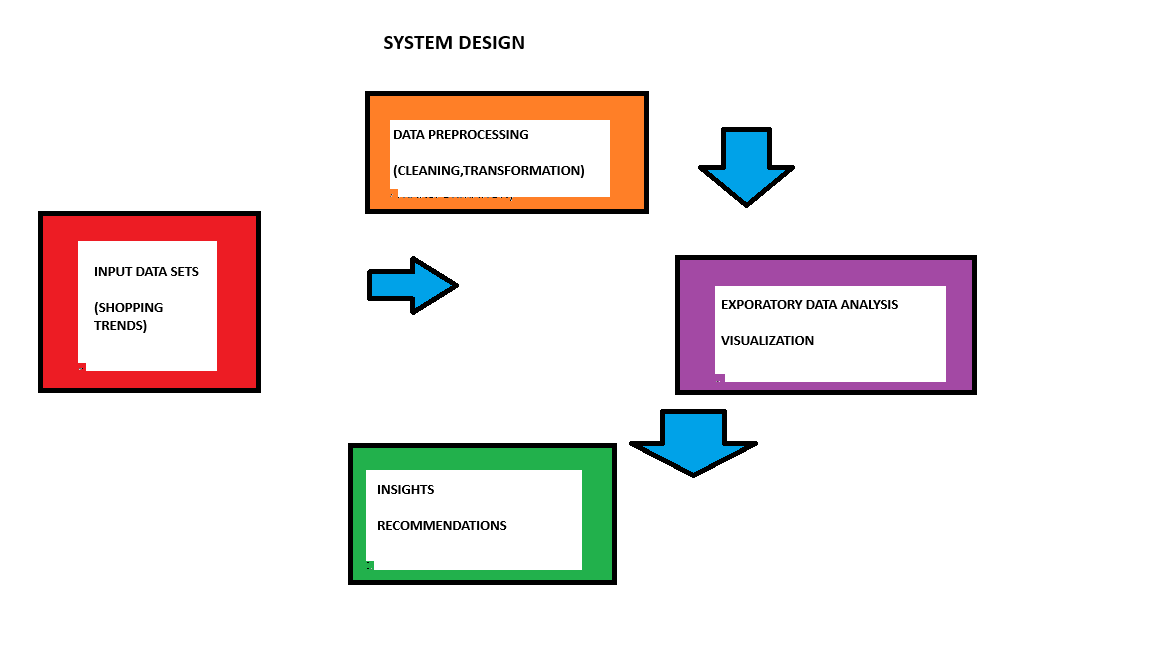 SYSTEM DESIGN
DATA PREPROCESSING
(CLEANING,TRANSFORMATION)
INPUT DATA SETS
(SHOPPING
TRENDS)
EXPORATORY DATA ANALYSIS
VISUALIZATION
INSIGHTS
RECOMMENDATIONS